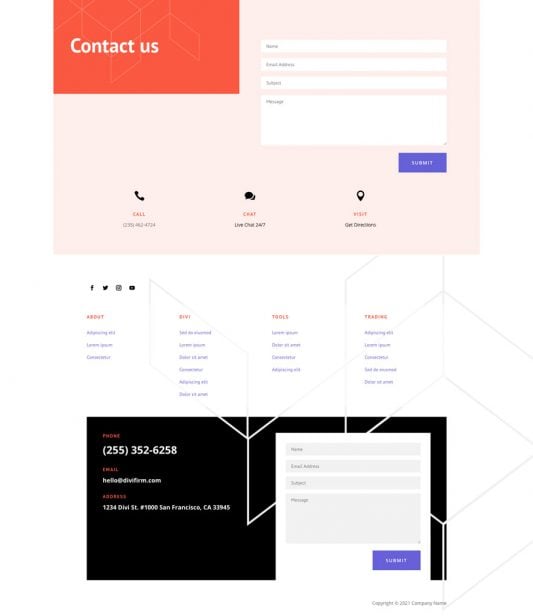 Contact us
Name
Email Address
Subject
Message
SUBMIT
CALL
(235) 462-4724
CHAT
Live Chat 24/7
VISIT
Get Directions
ABOUT
Adipiscing elit
Lorem ipsum
Consectetur
DIVI
Sed do eiusmod
Lorem ipsum
Dolor sit amet
Consectetur
Adipiscing elit
Dolor sit amet
TOOLS
Lorem ipsum
Dolor sit amet
Consectetur
Adipiscing elit
TRADING
Adipiscing elit
Consectetur
Lorem ipsum
Sed do eiusmod
Dolor sit amet
PHONE
(255) 352-6258
EMAIL
hello@divifirm.com
ADDRESS
1234 Divi St. #1000 San Francisco, CA 33945
Name
Email Address
Subject
Message
SUBMIT
Copyright © 2021 Company Name